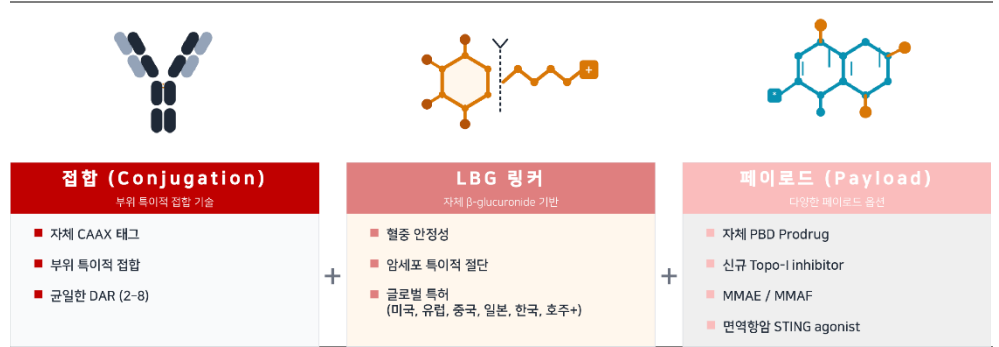 접합 (Conjugation)
부위 특이적 접합 기술
자체 CAAX 태그
부위 특이적 접합
균일한 DAR (2-8)
+
LBG 링커
자체 β-glucuronide 기반
혈중 안정성
암세포 특이적 절단
글로벌 특허
(미국, 유럽, 중국, 일본, 한국, 호주+)
+
페이로드 (Payload)
다양한 페이로드 옵션
자체 PBD Prodrug
신규 Topo-I inhibitor
MMAE / MMAF
면역항암 STING agonist